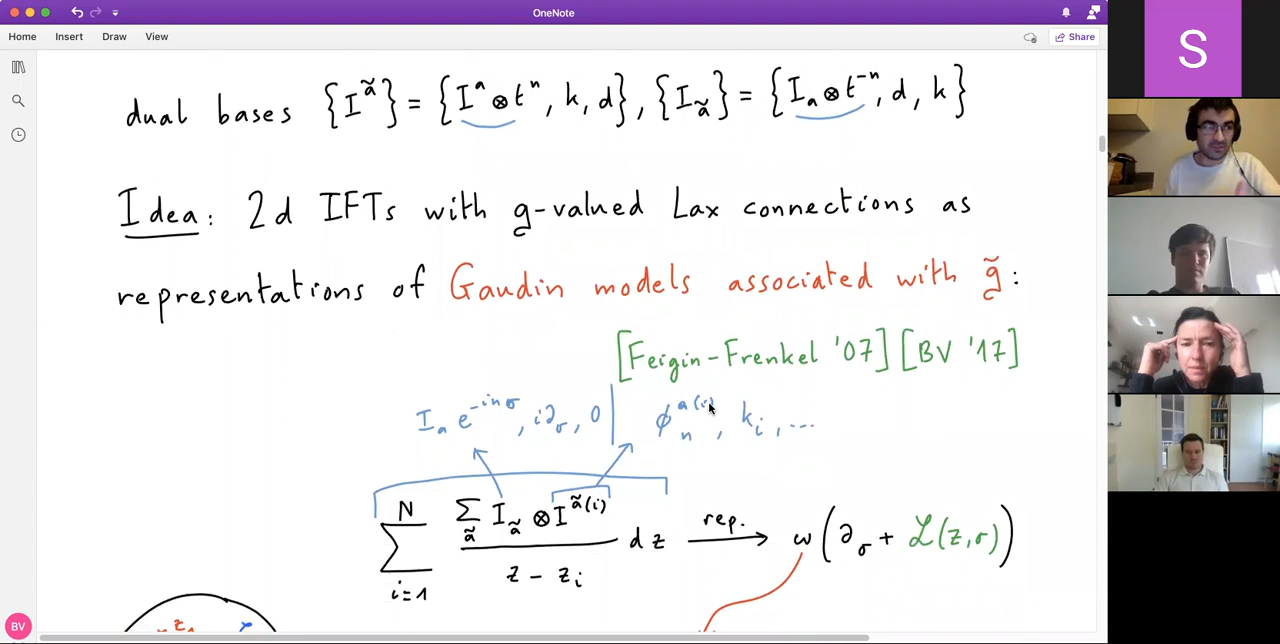 OneNote
Home Insert Draw View Share
S
dual bases {I^ã} = {I^a ⊗ t^n, k, d}, {I_ã} = {I_a ⊗ t^-n, d, k}
Idea: 2d IFTs with g-valued Lax connections as
representations of Gaudin models associated with g̃:
[Feigin-Frenkel '07] [BV '17]
I_a e^-inσ, i∂_σ, 0 | ϕ_n^a(i), k_i, ...
N
∑ ∑_ã I_ã ⊗ I^ã(i) / z - z_i dz rep. → ω(∂_σ + ℒ(z,σ))
i=1
z_1
BV